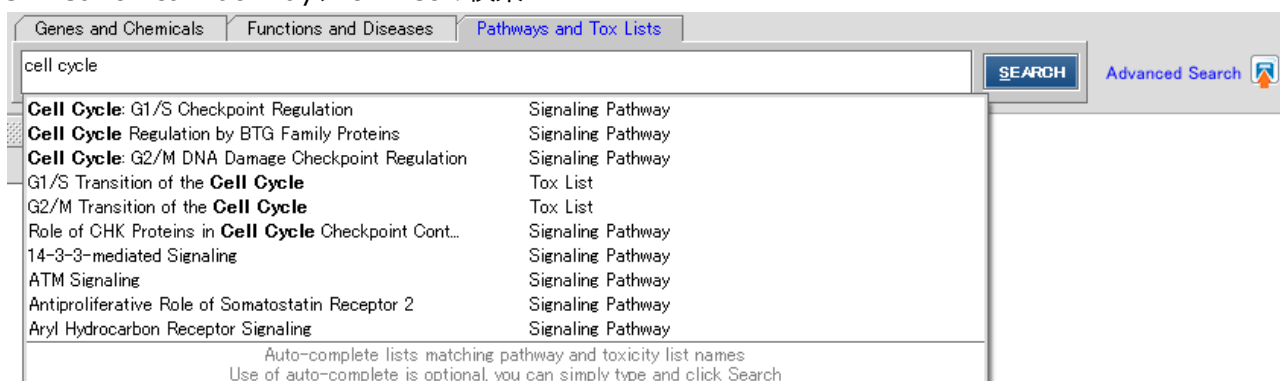 Genes and Chemicals Functions and Diseases Pathways and Tox Lists
cell cycle SEARCH Advanced Search
Cell Cycle: G1/S Checkpoint Regulation Signaling Pathway
Cell Cycle Regulation by BTG Family Proteins Signaling Pathway
Cell Cycle: G2/M DNA Damage Checkpoint Regulation Signaling Pathway
G1/S Transition of the Cell Cycle Tox List
G2/M Transition of the Cell Cycle Tox List
Role of CHK Proteins in Cell Cycle Checkpoint Cont... Signaling Pathway
14-3-3-mediated Signaling Signaling Pathway
ATM Signaling Signaling Pathway
Antiproliferative Role of Somatostatin Receptor 2 Signaling Pathway
Aryl Hydrocarbon Receptor Signaling Signaling Pathway
Auto-complete lists matching pathway and toxicity list names
Use of auto-complete is optional, you can simply type and click Search